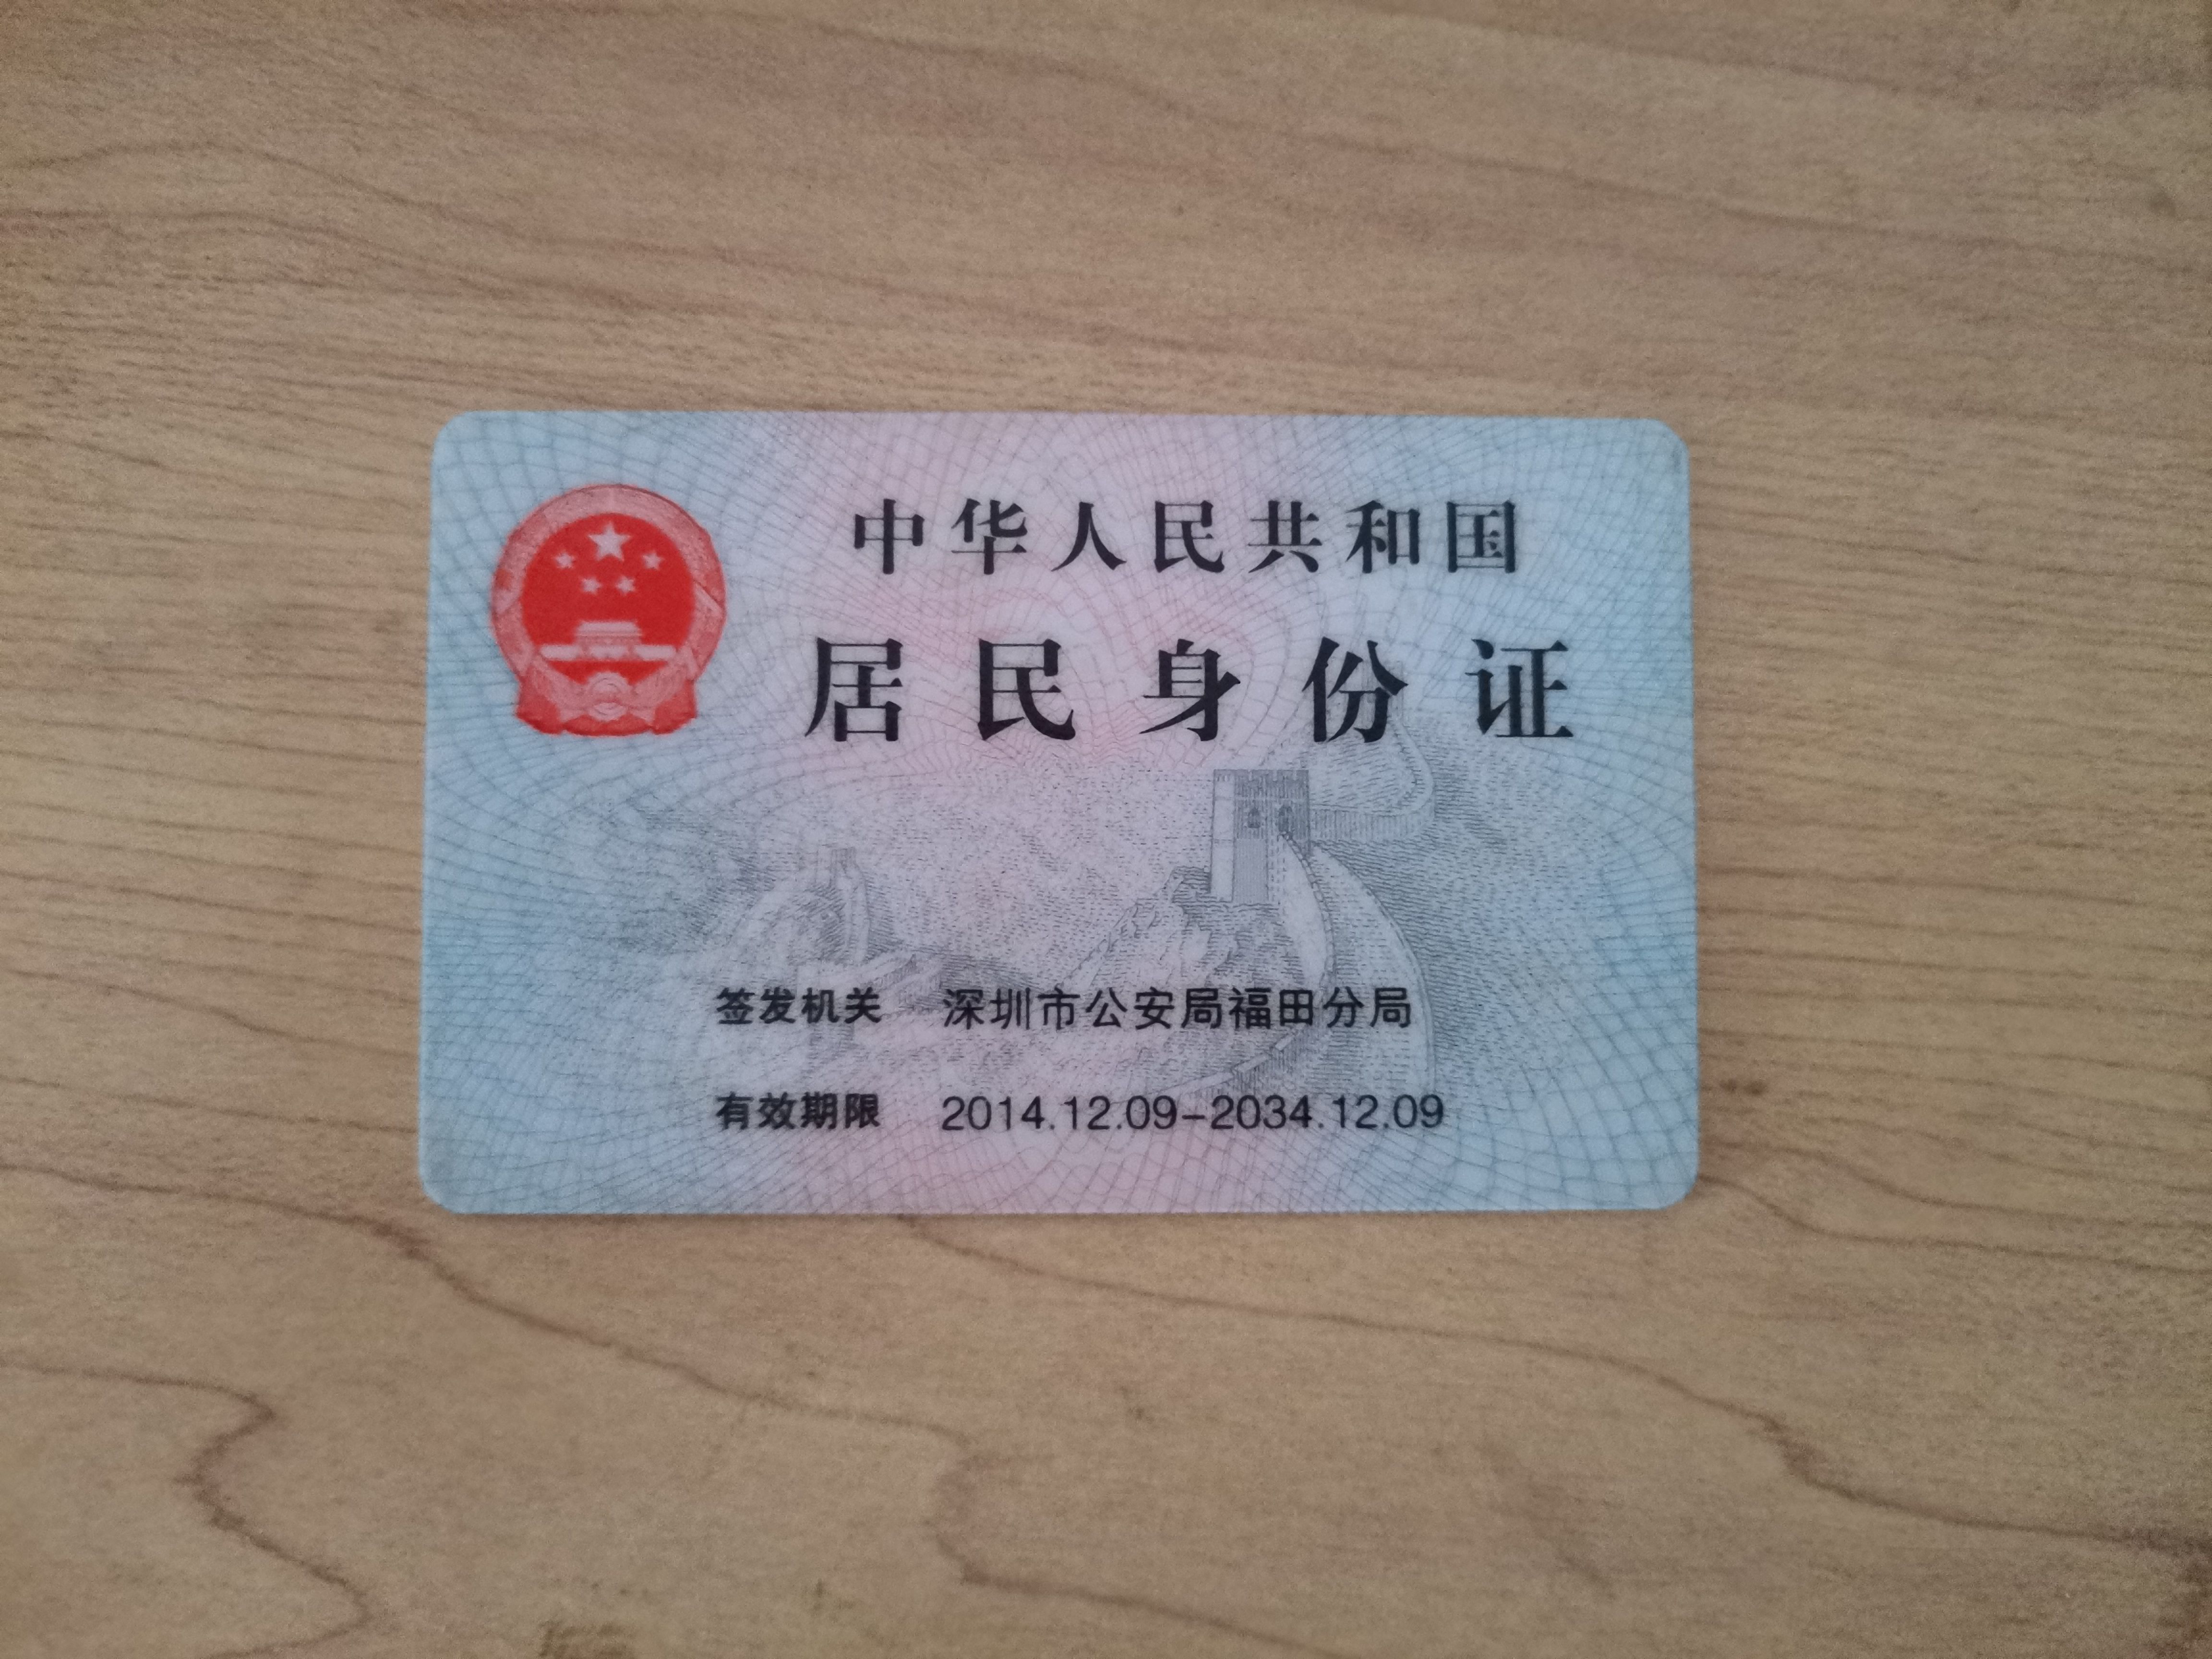 中华人民共和国
居民身份证
签发机关 深圳市公安局福田分局
有效期限 2014.12.09-2034.12.09